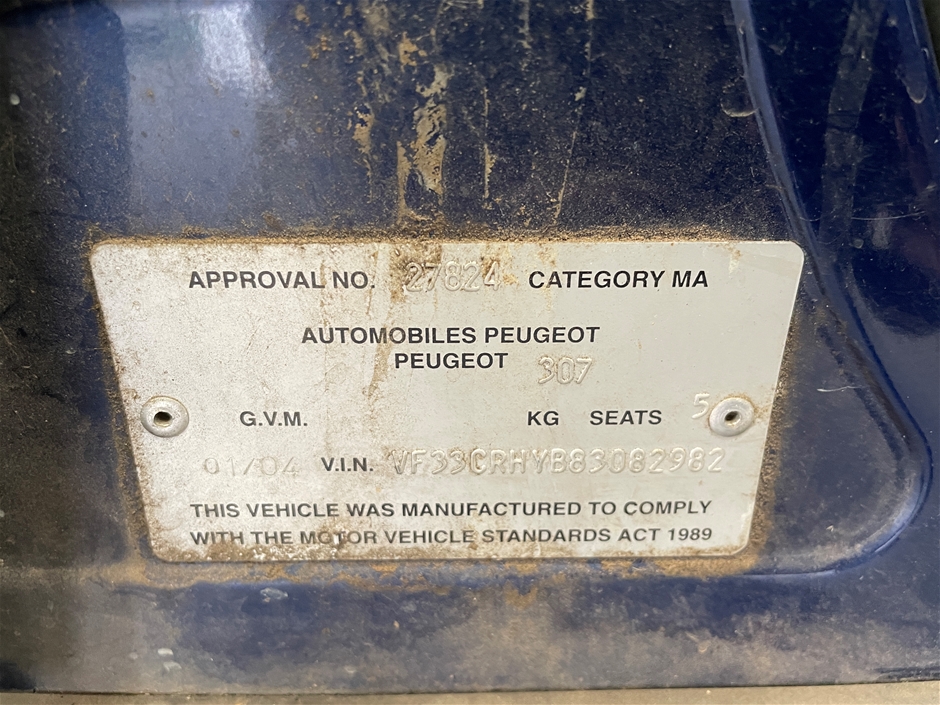 APPROVAL NO. 27824 CATEGORY MA
AUTOMOBILES PEUGEOT
PEUGEOT 307
G.V.M. KG SEATS 5
01/04 V.I.N. VF33CRHYB83082982
THIS VEHICLE WAS MANUFACTURED TO COMPLY
WITH THE MOTOR VEHICLE STANDARDS ACT 1989